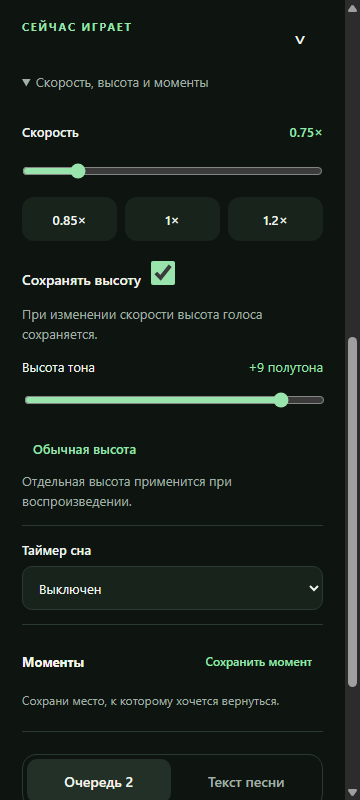 СЕЙЧАС ИГРАЕТ
v
▼ Скорость, высота и моменты
Скорость 0.75×
0.85× 1× 1.2×
Сохранять высоту
При изменении скорости высота голоса
сохраняется.
Высота тона +9 полутона
Обычная высота
Отдельная высота применится при
воспроизведении.
Таймер сна
Выключен
Моменты Сохранить момент
Сохрани место, к которому хочется вернуться.
Очередь 2 Текст песни